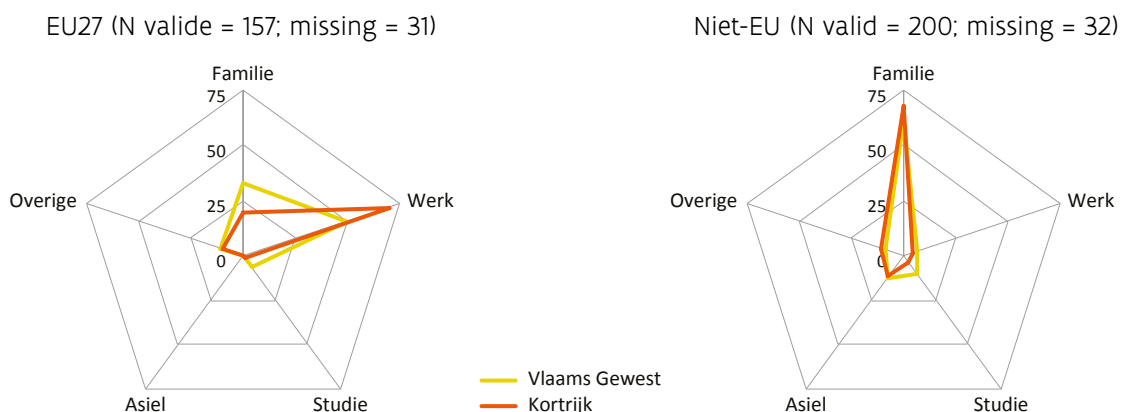 EU27 (N valide = 157; missing = 31)
Familie
75
50
25
0
Overige
Werk
Asiel
Studie
Niet-EU (N valid = 200; missing = 32)
Familie
75
50
25
0
Overige
Werk
Asiel
Studie
Vlaams Gewest
Kortrijk